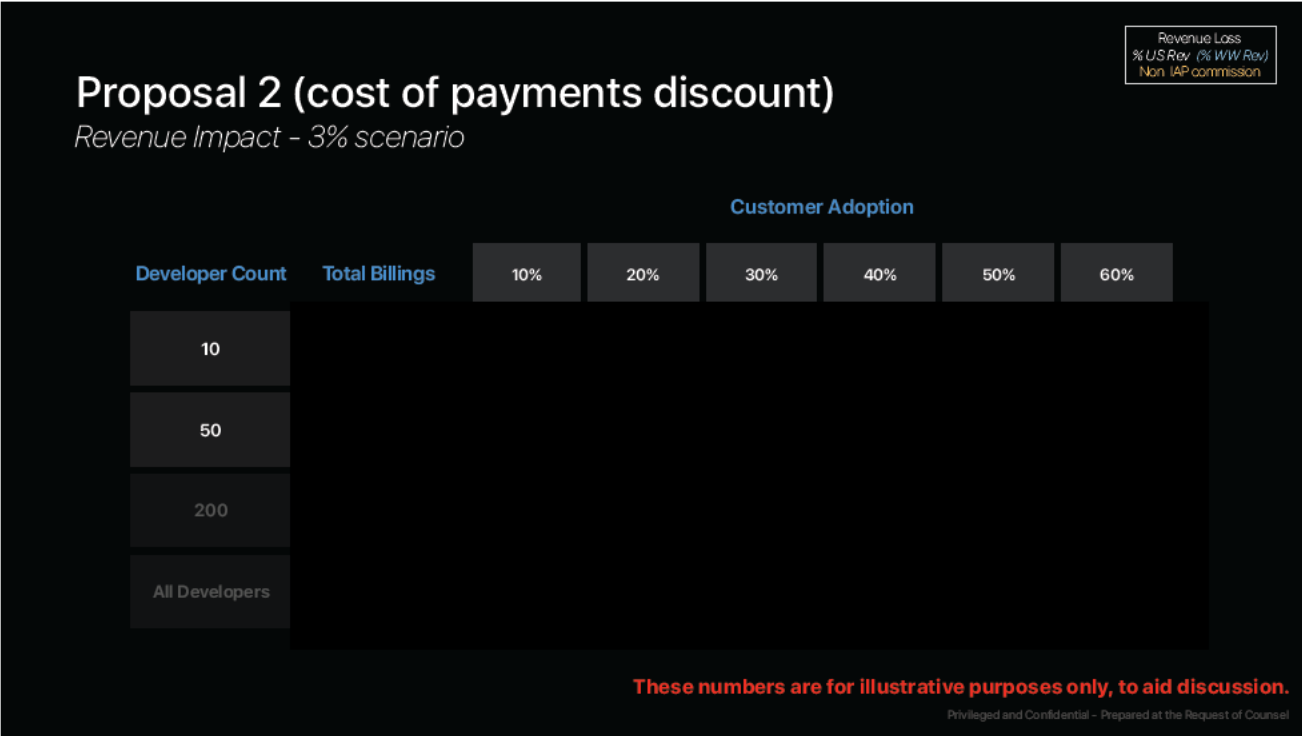 Revenue Loss
% US Rev (% WW Rev)
Non IAP commission
Proposal 2 (cost of payments discount)
Revenue Impact - 3% scenario
Customer Adoption
Developer Count Total Billings 10% 20% 30% 40% 50% 60%
10
50
200
All Developers
These numbers are for illustrative purposes only, to aid discussion.
Privileged and Confidential - Prepared at the Request of Counsel